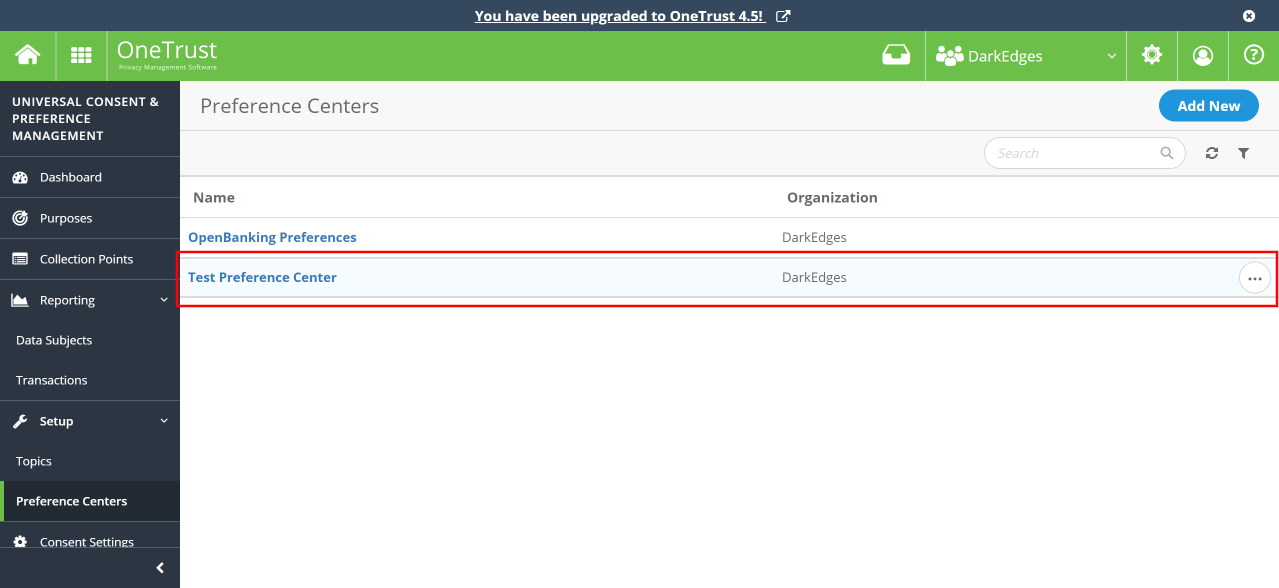 You have been upgraded to OneTrust 4.5!
OneTrust
Privacy Management Software
DarkEdges
UNIVERSAL CONSENT &
PREFERENCE
MANAGEMENT
Dashboard
Purposes
Collection Points
Reporting
Data Subjects
Transactions
Setup
Topics
Preference Centers
Consent Settings
Preference Centers
Add New
Search
Name Organization
OpenBanking Preferences DarkEdges
Test Preference Center DarkEdges